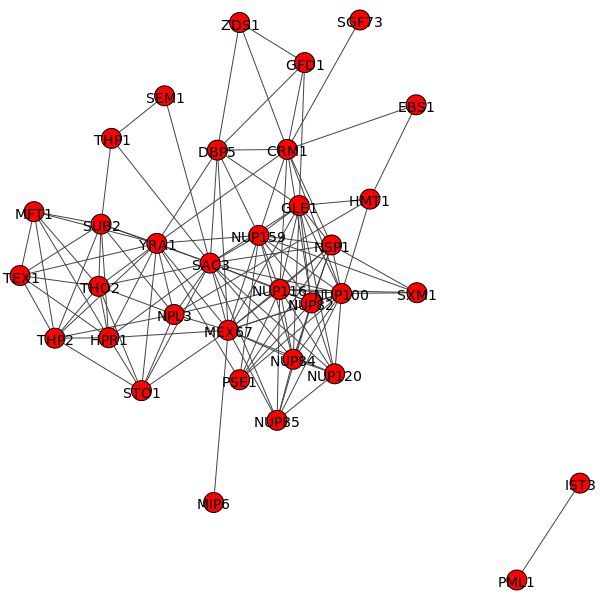 ZDS1
SGF73
GFD1
SEM1
EBS1
THP1
DBP5
CRM1
HMT1
GLE1
MFT1
SUB2
YRA1
NUP159
NSP1
SAC3
TEX1
THO2
NUP116
NUP100
SXM1
NUP82
NPL3
MEX67
THP2
HPR1
NUP84
PSE1
NUP120
STO1
NUP85
MIP6
IST3
PML1